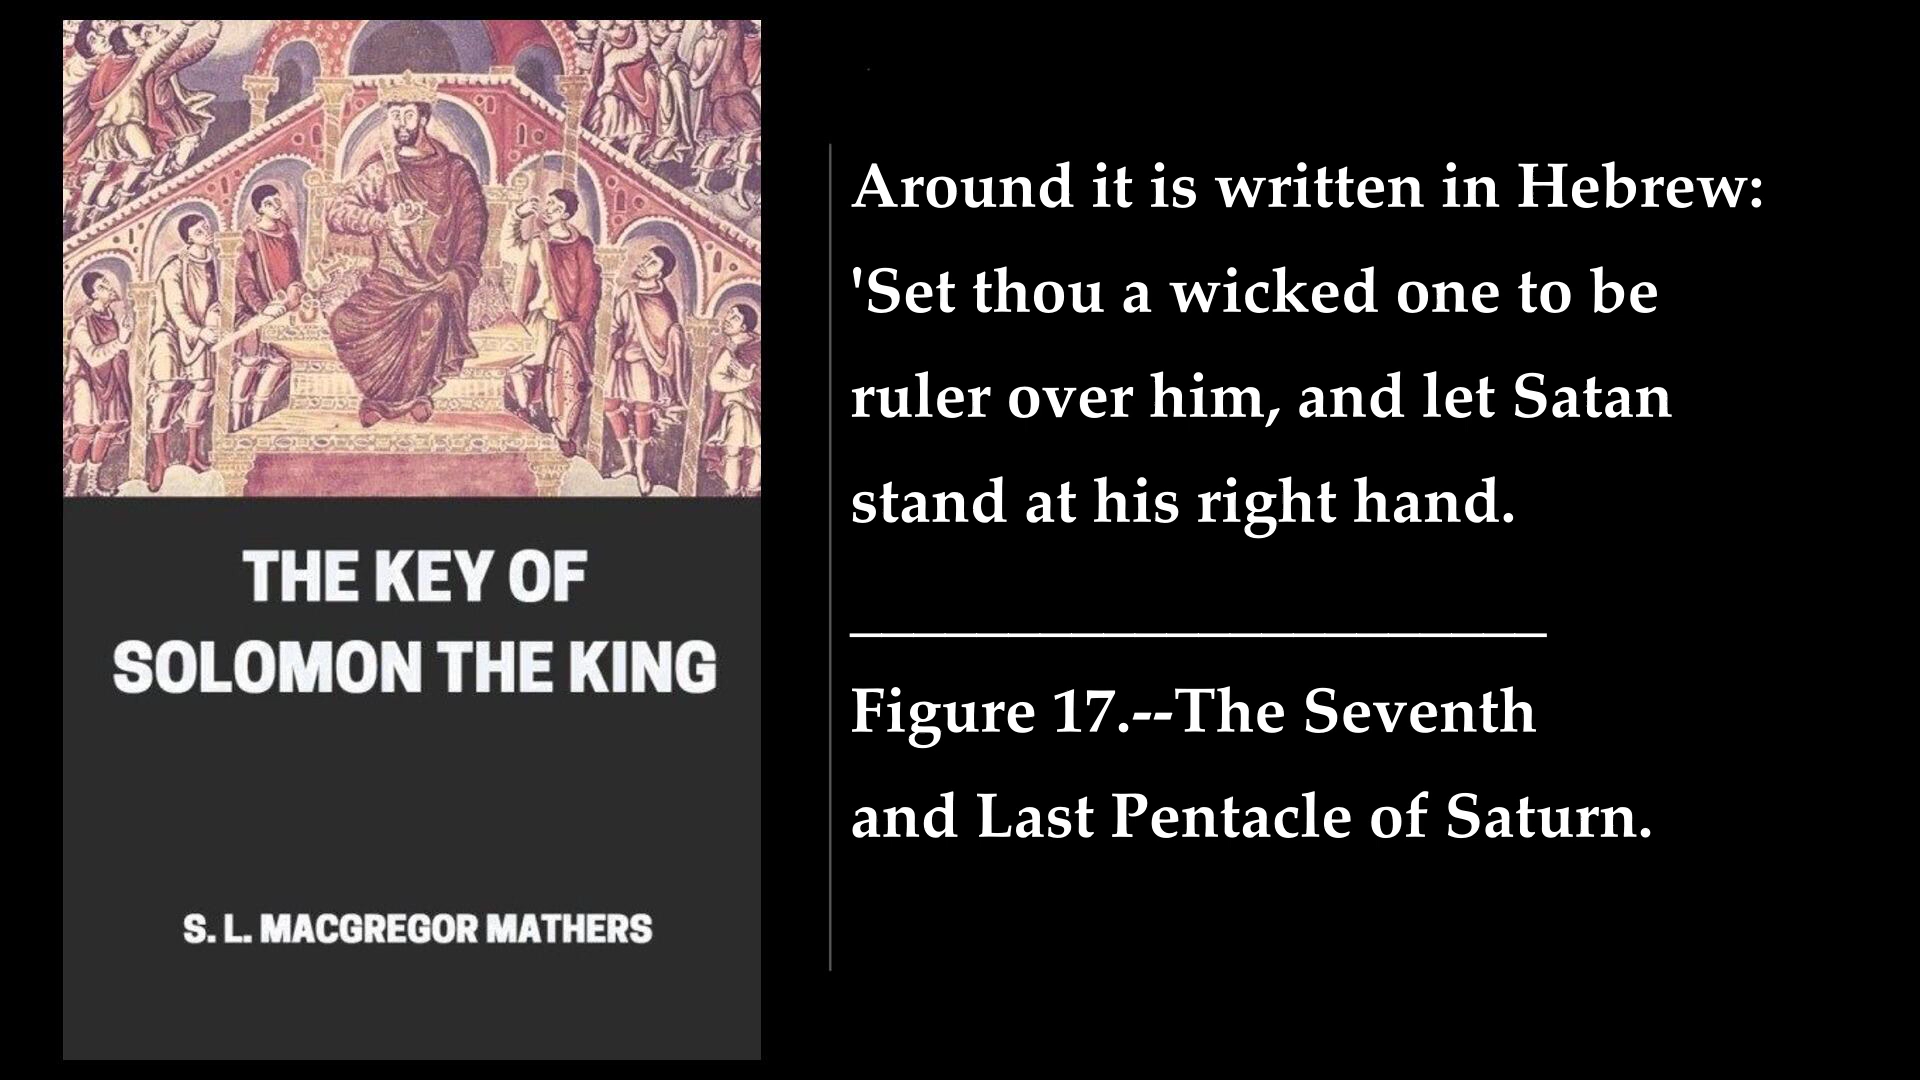 THE KEY OF
SOLOMON THE KING
S. L. MACGREGOR MATHERS
Around it is written in Hebrew:
'Set thou a wicked one to be
ruler over him, and let Satan
stand at his right hand.
______________________
Figure 17.--The Seventh
and Last Pentacle of Saturn.